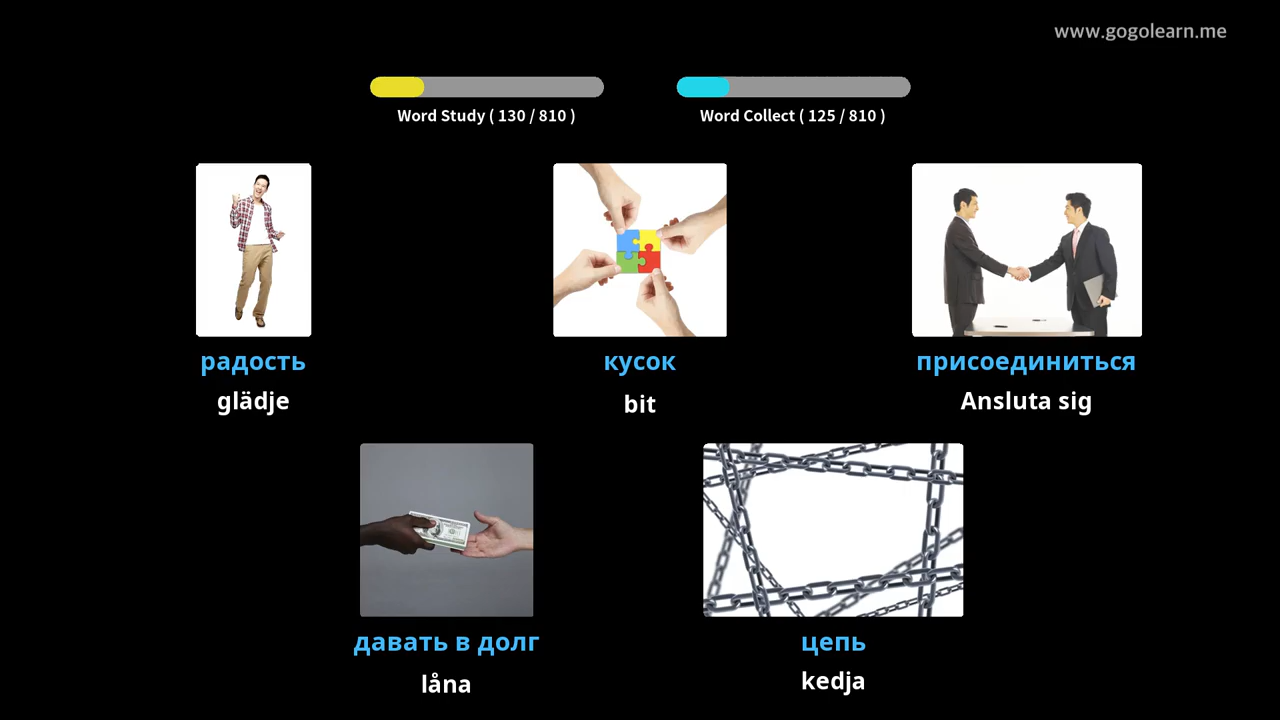 www.gogolearn.me
Word Study ( 130 / 810 )
Word Collect ( 125 / 810 )
радость
glädje
кусок
bit
присоединиться
Ansluta sig
давать в долг
låna
цепь
kedja